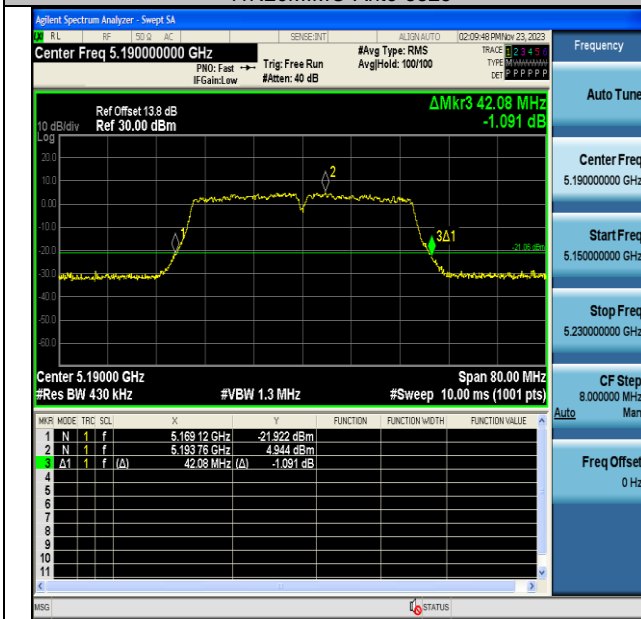 Agilent Spectrum Analyzer - Swept SA
RL RF 50 Ω AC SENSE:INT ALIGN AUTO 02:09:48 PM Nov 23, 2023
Center Freq 5.190000000 GHz
PNO: Fast
IFGain:Low
Trig: Free Run
#Atten: 40 dB
#Avg Type: RMS
Avg|Hold: 100/100
TRACE 1 2 3 4 5 6
TYPE M WWWWW
DET P P P P P P
Frequency
Auto Tune
Center Freq
5.190000000 GHz
Start Freq
5.150000000 GHz
Stop Freq
5.230000000 GHz
CF Step
8.000000 MHz
Auto Man
Freq Offset
0 Hz
ΔMkr3 42.08 MHz
-1.091 dB
Ref Offset 13.8 dB
10 dB/div Ref 30.00 dBm
Log
20.0
10.0
0.00
-10.0
-20.0
-30.0
-40.0
-50.0
-60.0
1
2
3Δ1
-21.06 dBm
Center 5.19000 GHz Span 80.00 MHz
#Res BW 430 kHz #VBW 1.3 MHz #Sweep 10.00 ms (1001 pts)
MKR MODE TRC SCL X Y FUNCTION FUNCTION WIDTH FUNCTION VALUE
1 N 1 f 5.169 12 GHz -21.922 dBm
2 N 1 f 5.193 76 GHz 4.944 dBm
3 Δ1 1 f (Δ) 42.08 MHz (Δ) -1.091 dB
4
5
6
7
8
9
10
11
MSG STATUS